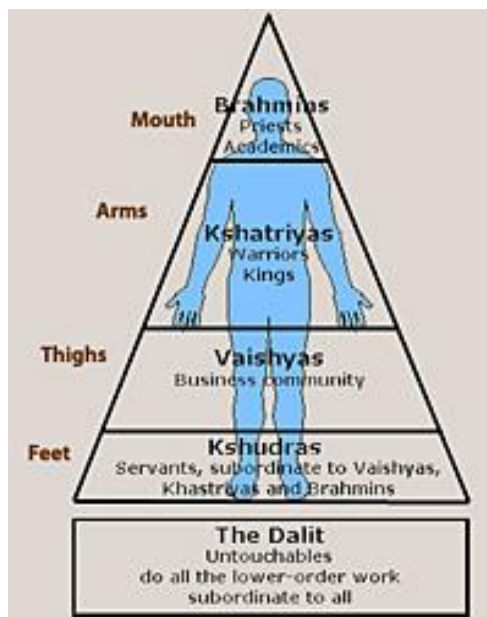 Mouth
Brahmins
Priests
Academics
Arms
Kshatriyas
Warriors
Kings
Thighs
Vaishyas
Business community
Feet
Kshudras
Servants, subordinate to Vaishyas,
Khastriyas and Brahmins
The Dalit
Untouchables
do all the lower-order work
subordinate to all